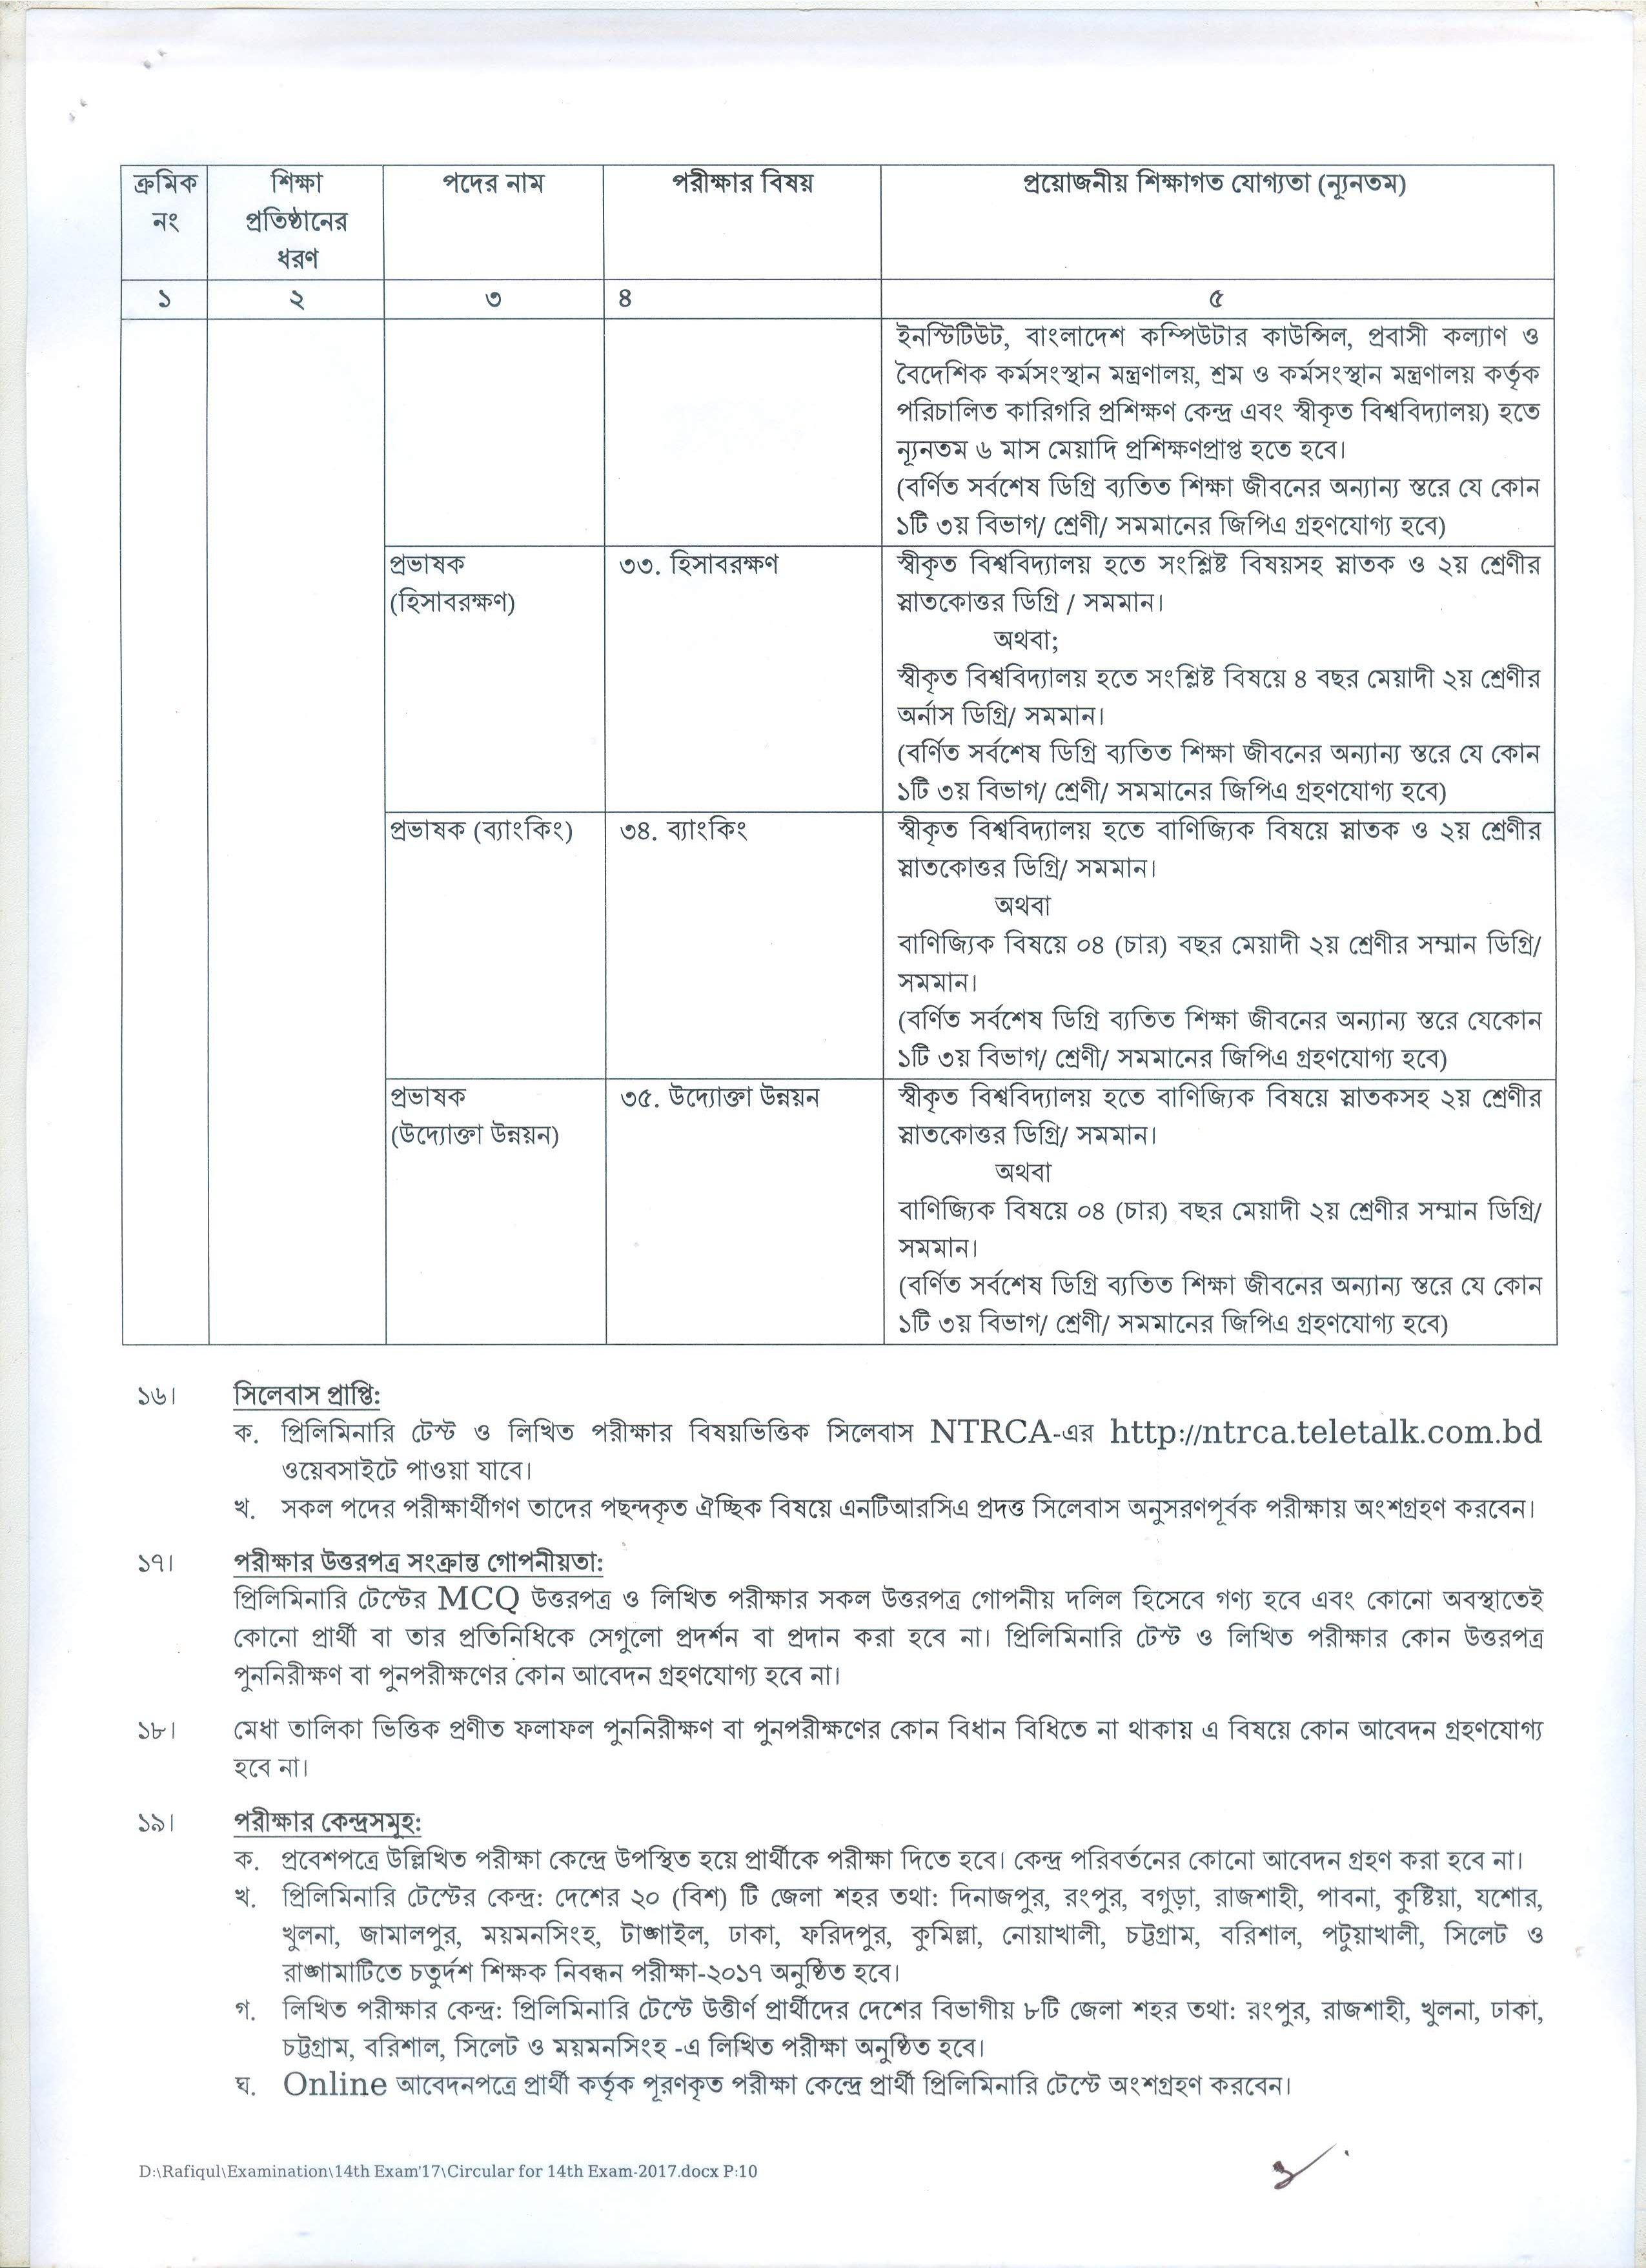 ক্রমিক নং
শিক্ষা প্রতিষ্ঠানের ধরণ
পদের নাম
পরীক্ষার বিষয়
প্রয়োজনীয় শিক্ষাগত যোগ্যতা (ন্যূনতম)
১ ২ ৩ ৪ ৫
ইনস্টিটিউট, বাংলাদেশ কম্পিউটার কাউন্সিল, প্রবাসী কল্যাণ ও
বৈদেশিক কর্মসংস্থান মন্ত্রণালয়, শ্রম ও কর্মসংস্থান মন্ত্রণালয় কর্তৃক
পরিচালিত কারিগরি প্রশিক্ষণ কেন্দ্র এবং স্বীকৃত বিশ্ববিদ্যালয়) হতে
ন্যূনতম ৬ মাস মেয়াদি প্রশিক্ষণপ্রাপ্ত হতে হবে।
(বর্ণিত সর্বশেষ ডিগ্রি ব্যতিত শিক্ষা জীবনের অন্যান্য স্তরে যে কোন
১টি ৩য় বিভাগ/ শ্রেণী/ সমমানের জিপিএ গ্রহণযোগ্য হবে)
প্রভাষক
(হিসাবরক্ষণ)
৩৩. হিসাবরক্ষণ
স্বীকৃত বিশ্ববিদ্যালয় হতে সংশ্লিষ্ট বিষয়সহ স্নাতক ও ২য় শ্রেণীর
স্নাতকোত্তর ডিগ্রি / সমমান।
অথবা;
স্বীকৃত বিশ্ববিদ্যালয় হতে সংশ্লিষ্ট বিষয়ে ৪ বছর মেয়াদী ২য় শ্রেণীর
অর্নাস ডিগ্রি/ সমমান।
(বর্ণিত সর্বশেষ ডিগ্রি ব্যতিত শিক্ষা জীবনের অন্যান্য স্তরে যে কোন
১টি ৩য় বিভাগ/ শ্রেণী/ সমমানের জিপিএ গ্রহণযোগ্য হবে)
প্রভাষক (ব্যাংকিং)
৩৪. ব্যাংকিং
স্বীকৃত বিশ্ববিদ্যালয় হতে বাণিজ্যিক বিষয়ে স্নাতক ও ২য় শ্রেণীর
স্নাতকোত্তর ডিগ্রি/ সমমান।
অথবা
বাণিজ্যিক বিষয়ে ০৪ (চার) বছর মেয়াদী ২য় শ্রেণীর সম্মান ডিগ্রি/
সমমান।
(বর্ণিত সর্বশেষ ডিগ্রি ব্যতিত শিক্ষা জীবনের অন্যান্য স্তরে যেকোন
১টি ৩য় বিভাগ/ শ্রেণী/ সমমানের জিপিএ গ্রহণযোগ্য হবে)
প্রভাষক
(উদ্যোক্তা উন্নয়ন)
৩৫. উদ্যোক্তা উন্নয়ন
স্বীকৃত বিশ্ববিদ্যালয় হতে বাণিজ্যিক বিষয়ে স্নাতকসহ ২য় শ্রেণীর
স্নাতকোত্তর ডিগ্রি/ সমমান।
অথবা
বাণিজ্যিক বিষয়ে ০৪ (চার) বছর মেয়াদী ২য় শ্রেণীর সম্মান ডিগ্রি/
সমমান।
(বর্ণিত সর্বশেষ ডিগ্রি ব্যতিত শিক্ষা জীবনের অন্যান্য স্তরে যে কোন
১টি ৩য় বিভাগ/ শ্রেণী/ সমমানের জিপিএ গ্রহণযোগ্য হবে)
১৬। সিলেবাস প্রাপ্তি:
ক. প্রিলিমিনারি টেস্ট ও লিখিত পরীক্ষার বিষয়ভিত্তিক সিলেবাস NTRCA-এর http://ntrca.teletalk.com.bd
ওয়েবসাইটে পাওয়া যাবে।
খ. সকল পদের পরীক্ষার্থীগণ তাদের পছন্দকৃত ঐচ্ছিক বিষয়ে এনটিআরসিএ প্রদত্ত সিলেবাস অনুসরণপূর্বক পরীক্ষায় অংশগ্রহণ করবেন।
১৭। পরীক্ষার উত্তরপত্র সংক্রান্ত গোপনীয়তা:
প্রিলিমিনারি টেস্টের MCQ উত্তরপত্র ও লিখিত পরীক্ষার সকল উত্তরপত্র গোপনীয় দলিল হিসেবে গণ্য হবে এবং কোনো অবস্থাতেই
কোনো প্রার্থী বা তার প্রতিনিধিকে সেগুলো প্রদর্শন বা প্রদান করা হবে না। প্রিলিমিনারি টেস্ট ও লিখিত পরীক্ষার কোন উত্তরপত্র
পুননিরীক্ষণ বা পুনপরীক্ষণের কোন আবেদন গ্রহণযোগ্য হবে না।
১৮। মেধা তালিকা ভিত্তিক প্রণীত ফলাফল পুননিরীক্ষণ বা পুনপরীক্ষণের কোন বিধান বিধিতে না থাকায় এ বিষয়ে কোন আবেদন গ্রহণযোগ্য
হবে না।
১৯। পরীক্ষার কেন্দ্রসমূহ:
ক. প্রবেশপত্রে উল্লিখিত পরীক্ষা কেন্দ্রে উপস্থিত হয়ে প্রার্থীকে পরীক্ষা দিতে হবে। কেন্দ্র পরিবর্তনের কোনো আবেদন গ্রহণ করা হবে না।
খ. প্রিলিমিনারি টেস্টের কেন্দ্র: দেশের ২০ (বিশ) টি জেলা শহর তথা: দিনাজপুর, রংপুর, বগুড়া, রাজশাহী, পাবনা, কুষ্টিয়া, যশোর,
খুলনা, জামালপুর, ময়মনসিংহ, টাঙ্গাইল, ঢাকা, ফরিদপুর, কুমিল্লা, নোয়াখালী, চট্টগ্রাম, বরিশাল, পটুয়াখালী, সিলেট ও
রাঙ্গামাটিতে চতুর্দশ শিক্ষক নিবন্ধন পরীক্ষা-২০১৭ অনুষ্ঠিত হবে।
গ. লিখিত পরীক্ষার কেন্দ্র: প্রিলিমিনারি টেস্টে উত্তীর্ণ প্রার্থীদের দেশের বিভাগীয় ৮টি জেলা শহর তথা: রংপুর, রাজশাহী, খুলনা, ঢাকা,
চট্টগ্রাম, বরিশাল, সিলেট ও ময়মনসিংহ -এ লিখিত পরীক্ষা অনুষ্ঠিত হবে।
ঘ. Online আবেদনপত্রে প্রার্থী কর্তৃক পূরণকৃত পরীক্ষা কেন্দ্রে প্রার্থী প্রিলিমিনারি টেস্টে অংশগ্রহণ করবেন।
D:\Rafiqul\Examination\14th Exam'17\Circular for 14th Exam-2017.docx P:10